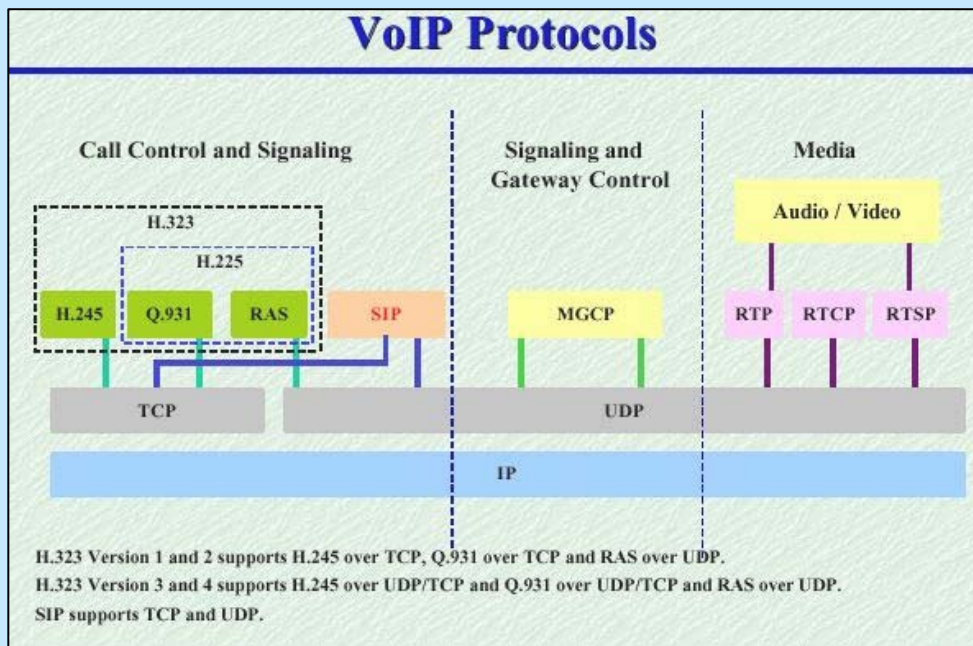 VoIP Protocols
Call Control and Signaling
Signaling and
Gateway Control
Media
Audio / Video
H.323
H.225
H.245
Q.931
RAS
SIP
MGCP
RTP
RTCP
RTSP
TCP
UDP
IP
H.323 Version 1 and 2 supports H.245 over TCP, Q.931 over TCP and RAS over UDP.
H.323 Version 3 and 4 supports H.245 over UDP/TCP and Q.931 over UDP/TCP and RAS over UDP.
SIP supports TCP and UDP.